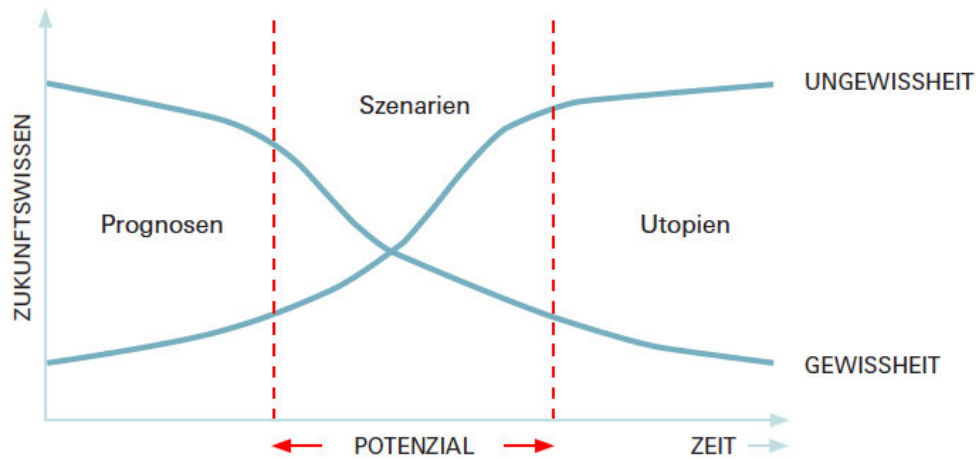 Szenarien
UNGEWISSHEIT
ZUKUNFTSWISSEN
Prognosen
Utopien
GEWISSHEIT
POTENZIAL
ZEIT